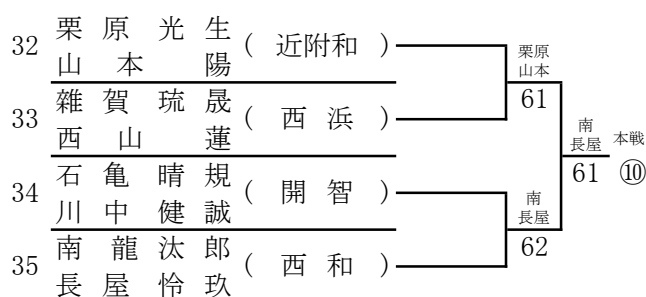 32 栗原光生 (近附和)
山本陽
栗原
山本
61
33 雑賀琉晟 (西浜)
西山蓮
南
長屋 本戦
61 ⑩
34 石亀晴規 (開智)
川中健誠
南
長屋
62
35 南龍汰郎 (西和)
長屋怜玖